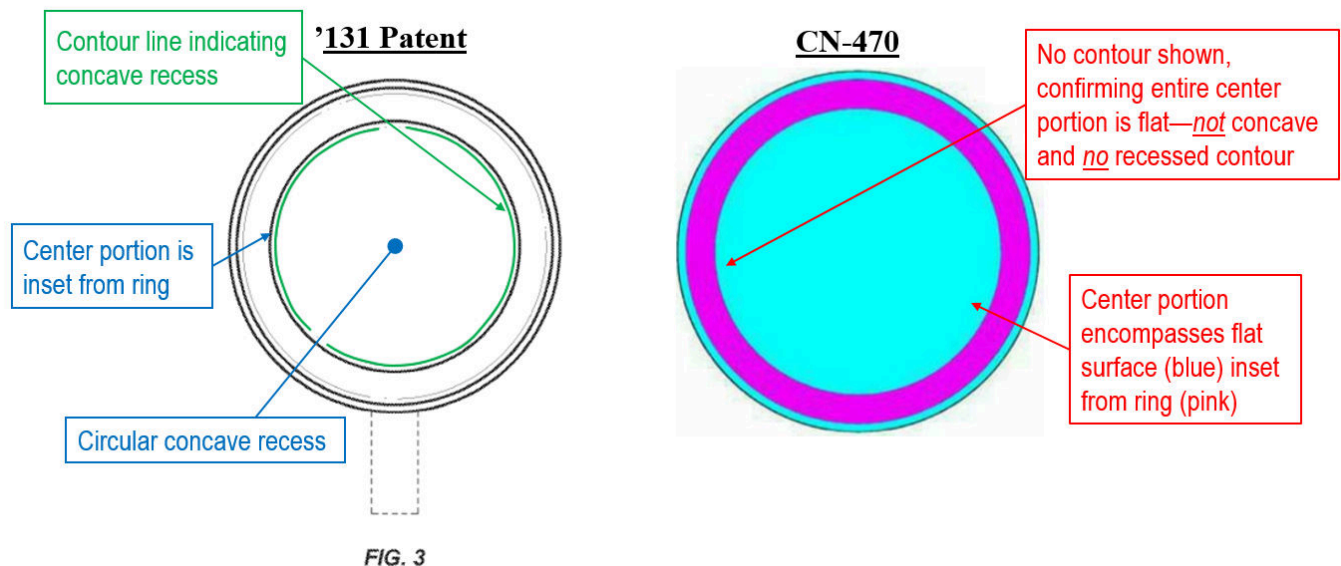 '131 Patent
Contour line indicating
concave recess
Center portion is
inset from ring
Circular concave recess
FIG. 3
CN-470
No contour shown,
confirming entire center
portion is flat—not concave
and no recessed contour
Center portion
encompasses flat
surface (blue) inset
from ring (pink)